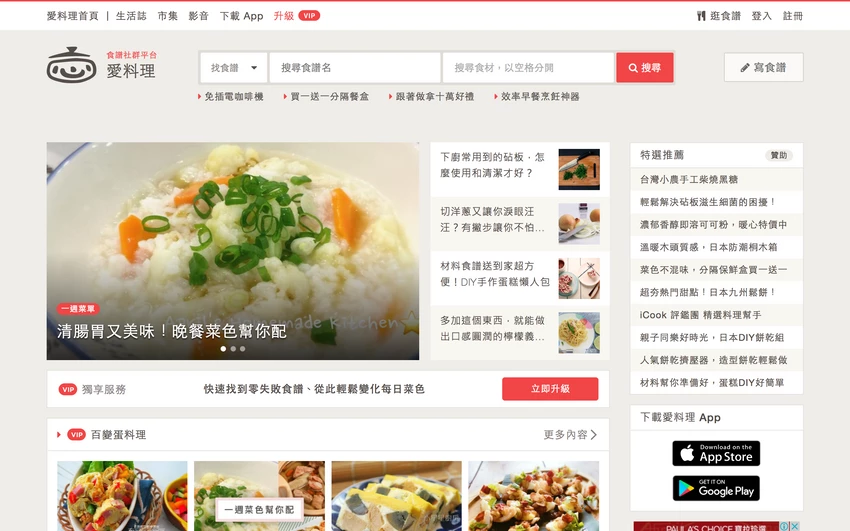 愛料理首頁 | 生活誌 市集 影音 下載 App 升級 VIP
逛食譜 登入 註冊
食譜社群平台
愛料理
找食譜
搜尋食譜名
搜尋食材，以空格分開
搜尋
寫食譜
免插電咖啡機
買一送一分隔餐盒
跟著做拿十萬好禮
效率早餐烹飪神器
一週菜單
清腸胃又美味！晚餐菜色幫你配
下廚常用到的砧板，怎
麼使用和清潔才好？
切洋蔥又讓你淚眼汪
汪？有撇步讓你不怕...
材料食譜送到家超方
便！DIY手作蛋糕懶人包
多加這個東西，就能做
出口感圓潤的檸檬義...
特選推薦 贊助
台灣小農手工柴燒黑糖
輕鬆解決砧板滋生細菌的困擾！
濃郁香醇即溶可可粉，暖心特價中
溫暖木頭質感，日本防潮桐木箱
菜色不混味，分隔保鮮盒買一送一
超夯熱門甜點！日本九州鬆餅！
iCook 評鑑團 精選料理幫手
親子同樂好時光，日本DIY餅乾組
人氣餅乾擠壓器，造型餅乾輕鬆做
材料幫你準備好，蛋糕DIY好簡單
VIP 獨享服務
快速找到零失敗食譜、從此輕鬆變化每日菜色
立即升級
VIP 百變蛋料理
更多內容
一週菜色幫你配
下載愛料理 App
Download on the
App Store
GET IT ON
Google Play
PAULA'S CHOICE 寶拉珍選